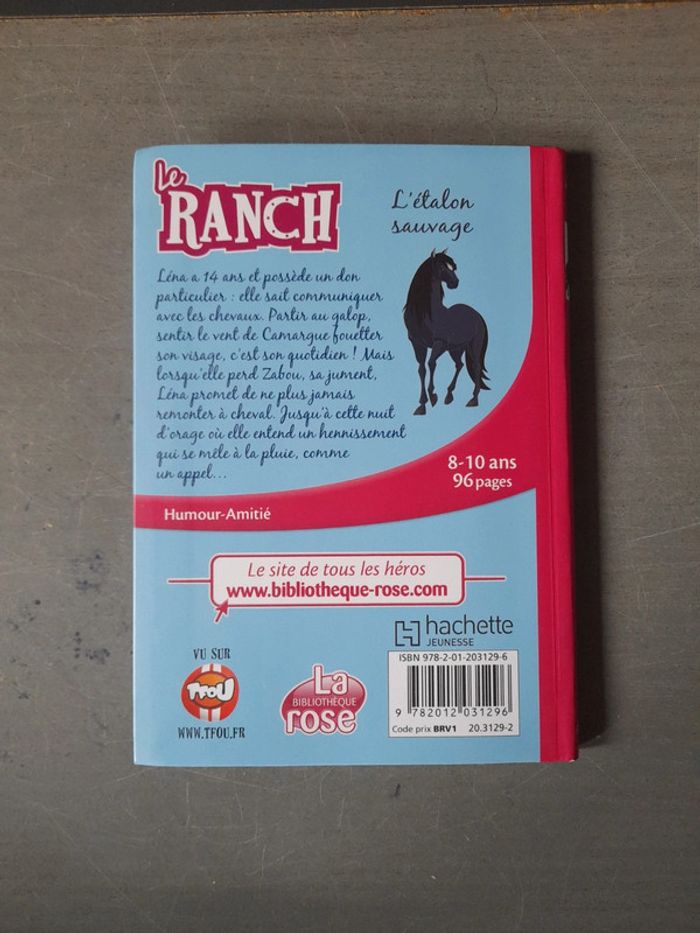 Le
RANCH
L'étalon
sauvage
Léna a 14 ans et possède un don
particulier : elle sait communiquer
avec les chevaux. Partir au galop,
sentir le vent de Camargue fouetter
son visage, c'est son quotidien ! Mais
lorsqu'elle perd Zabou, sa jument,
Léna promet de ne plus jamais
remonter à cheval. Jusqu'à cette nuit
d'orage où elle entend un hennissement
qui se mêle à la pluie, comme
un appel...
8-10 ans
96 pages
Humour-Amitié
Le site de tous les héros
www.bibliotheque-rose.com
hachette
JEUNESSE
VU SUR
TFOU
WWW.TFOU.FR
La
BIBLIOTHÈQUE
rose
ISBN 978-2-01-203129-6
9 782012 031296
Code prix BRV1 20.3129-2